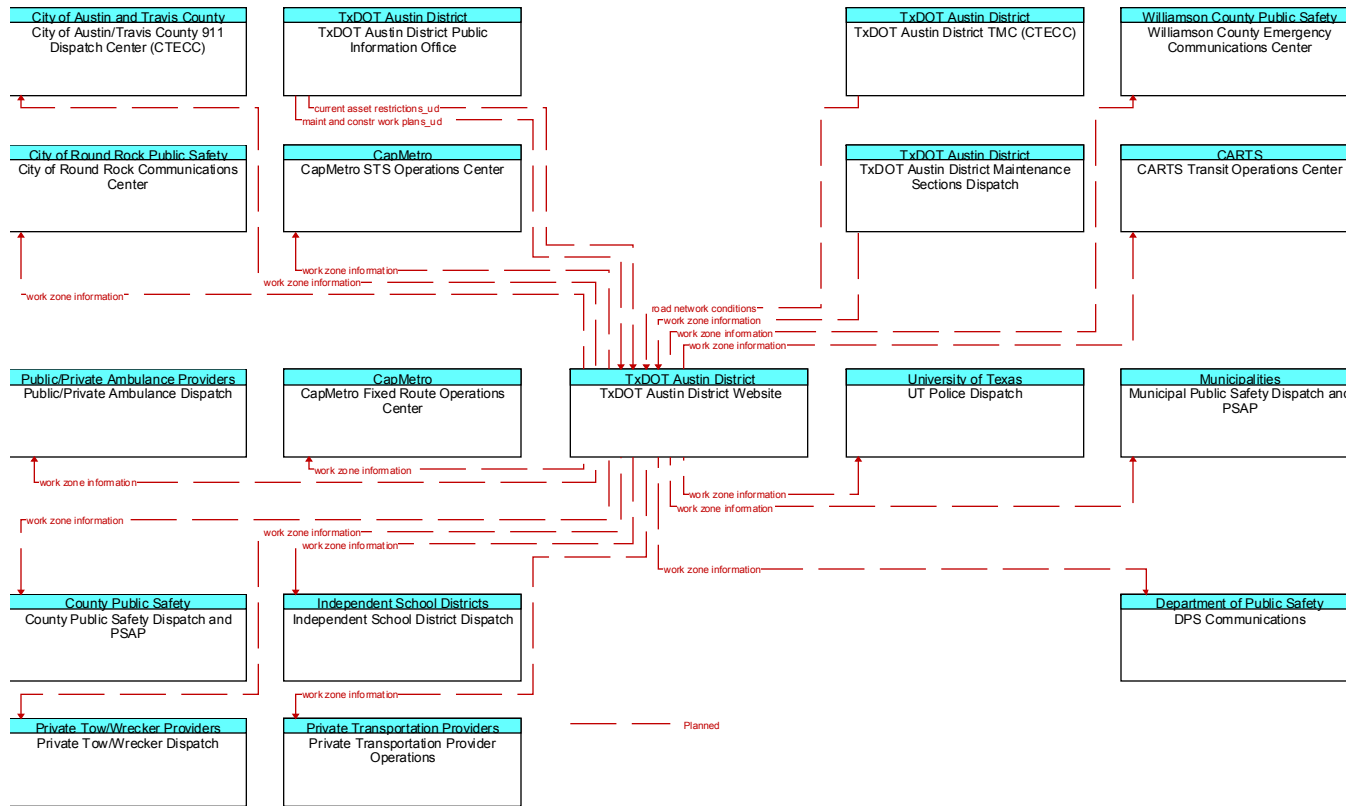 City of Austin and Travis County
City of Austin/Travis County 911
Dispatch Center (CTECC)
TxDOT Austin District
TxDOT Austin District Public
Information Office
TxDOT Austin District
TxDOT Austin District TMC (CTECC)
Williamson County Public Safety
Williamson County Emergency
Communications Center
current asset restrictions_ud
maint and constr work plans_ud
City of Round Rock Public Safety
City of Round Rock Communications
Center
CapMetro
CapMetro STS Operations Center
TxDOT Austin District
TxDOT Austin District Maintenance
Sections Dispatch
CARTS
CARTS Transit Operations Center
work zone information
work zone information
work zone information
road network conditions
work zone information
work zone information
work zone information
Public/Private Ambulance Providers
Public/Private Ambulance Dispatch
CapMetro
CapMetro Fixed Route Operations
Center
TxDOT Austin District
TxDOT Austin District Website
University of Texas
UT Police Dispatch
Municipalities
Municipal Public Safety Dispatch and
PSAP
work zone information
work zone information
work zone information
work zone information
work zone information
work zone information
work zone information
work zone information
County Public Safety
County Public Safety Dispatch and
PSAP
Independent School Districts
Independent School District Dispatch
Department of Public Safety
DPS Communications
work zone information
Private Tow/Wrecker Providers
Private Tow/Wrecker Dispatch
Private Transportation Providers
Private Transportation Provider
Operations
Planned